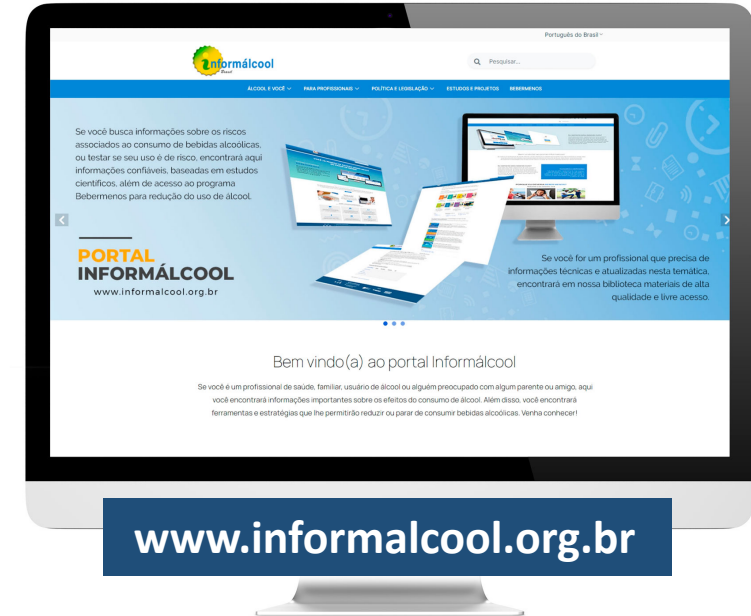 Português do Brasil
Informálcool
Brasil
Pesquisar...
ÁLCOOL E VOCÊ
PARA PROFISSIONAIS
POLÍTICA E LEGISLAÇÃO
ESTUDOS E PROJETOS
BEBERMENOS
Se você busca informações sobre os riscos
associados ao consumo de bebidas alcoólicas,
ou testar se seu uso é de risco, encontrará aqui
informações confiáveis, baseadas em estudos
científicos, além de acesso ao programa
Bebermenos para redução do uso de álcool.
PORTAL
INFORMÁLCOOL
www.informalcool.org.br
Se você for um profissional que precisa de
informações técnicas e atualizadas nesta temática,
encontrará em nossa biblioteca materiais de alta
qualidade e livre acesso.
Bem vindo(a) ao portal Informálcool
Se você é um profissional de saúde, familiar, usuário de álcool ou alguém preocupado com algum parente ou amigo, aqui
você encontrará informações importantes sobre os efeitos do consumo de álcool. Além disso, você encontrará
ferramentas e estratégias que lhe permitirão reduzir ou parar de consumir bebidas alcoólicas. Venha conhecer!
www.informalcool.org.br